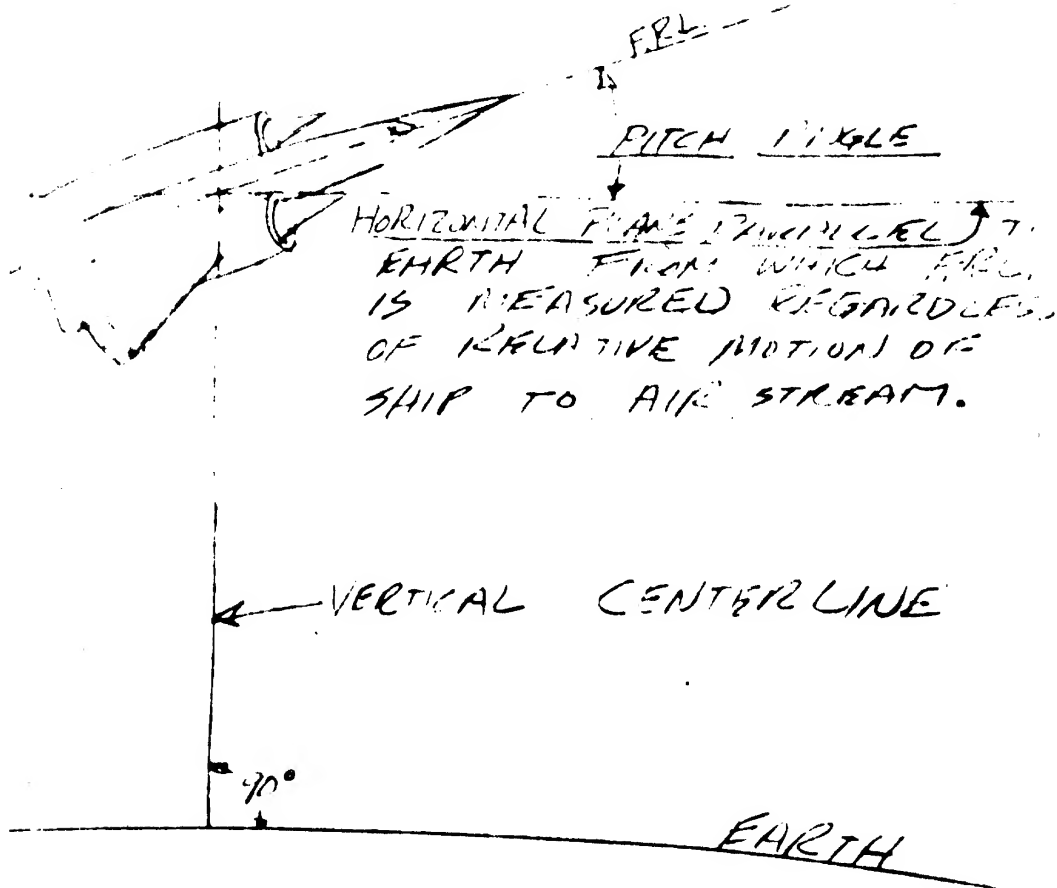 F.R.L.
PITCH ANGLE
HORIZONTAL PLANE PARALLEL TO
EARTH FROM WHICH F.R.L.
IS MEASURED REGARDLESS
OF RELATIVE MOTION OF
SHIP TO AIR STREAM.
VERTICAL CENTERLINE
90°
EARTH